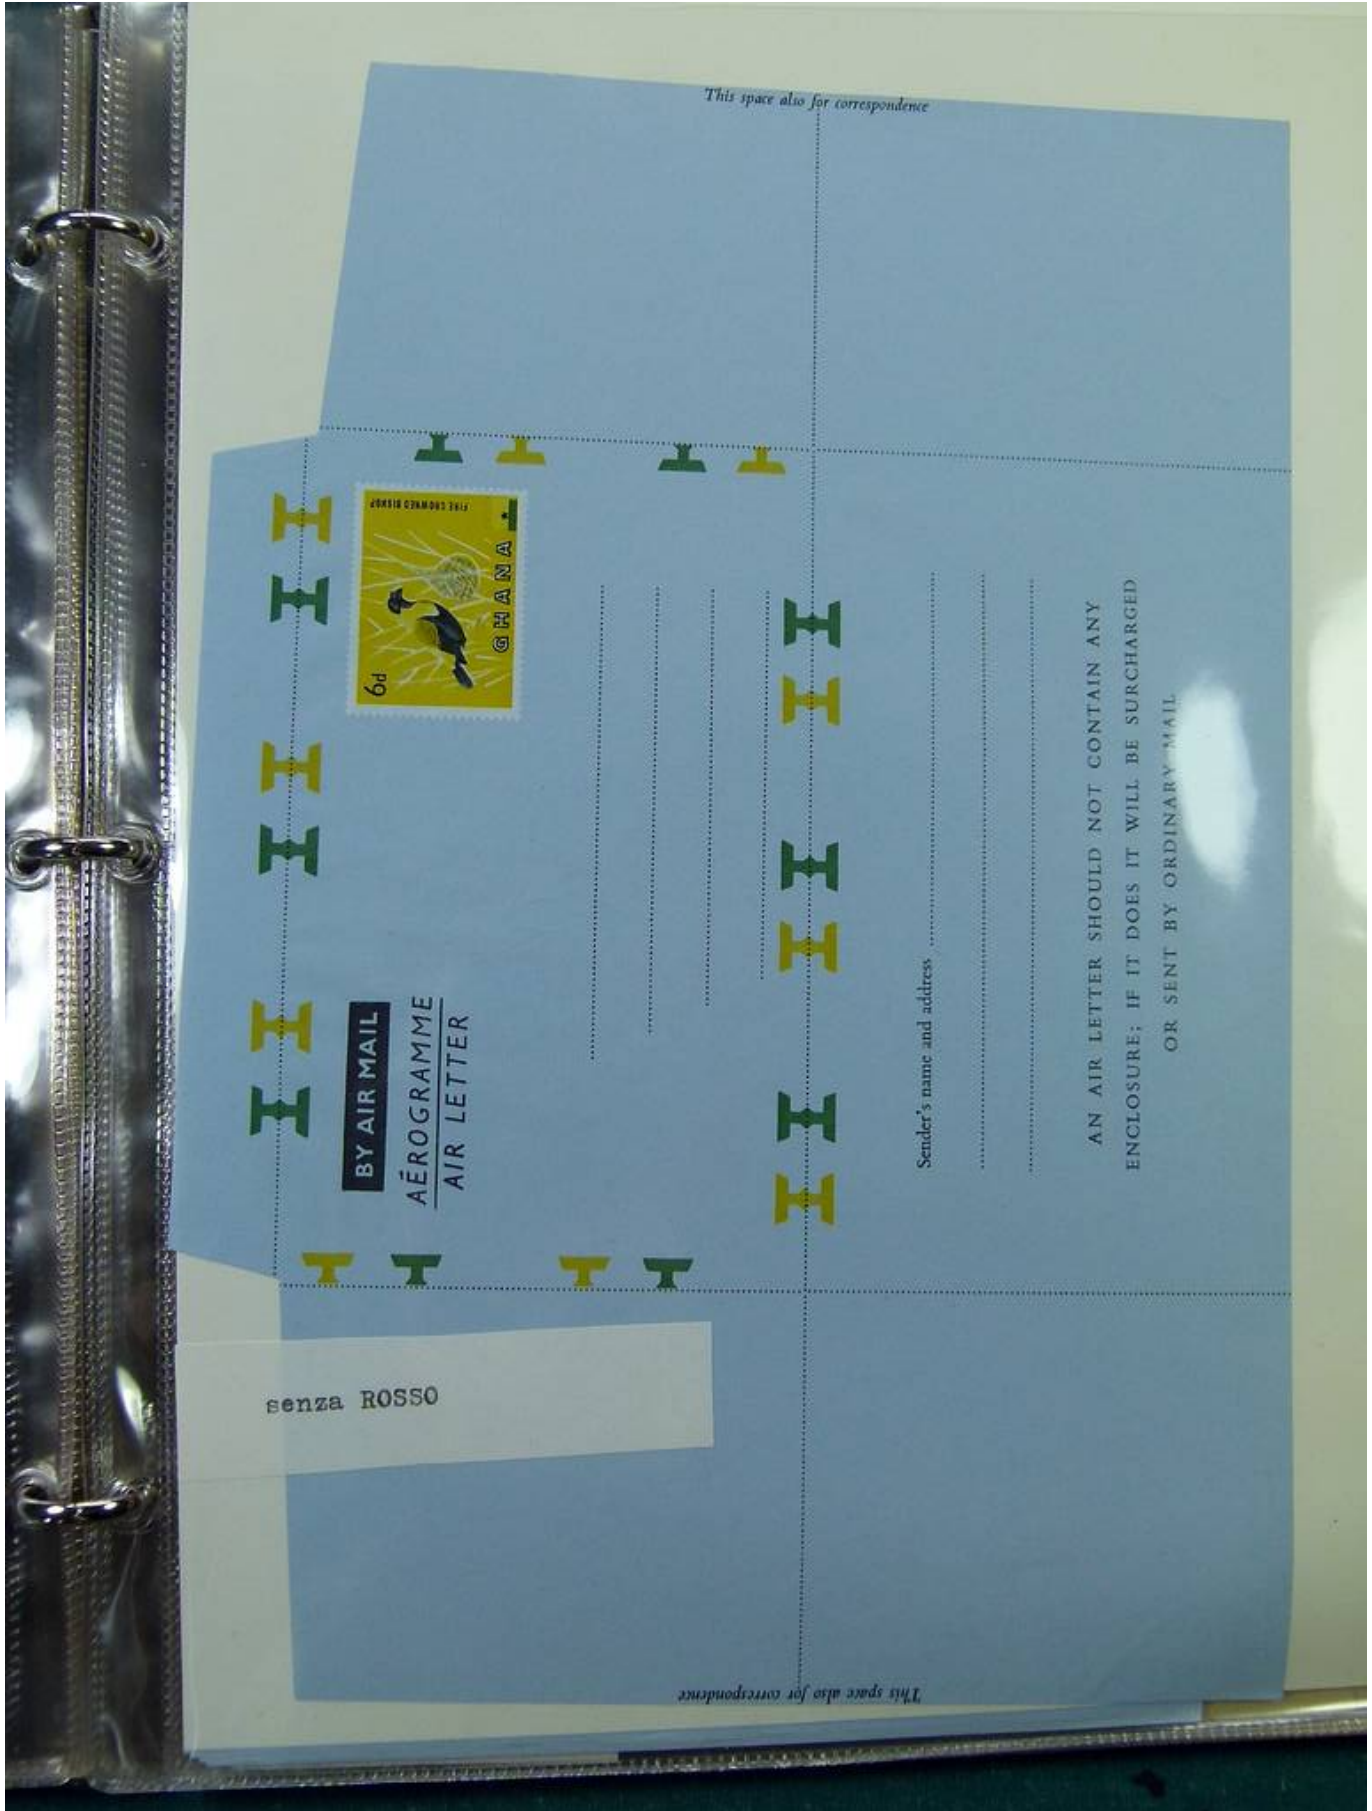 This space also for correspondence
FIRE CROWNED BISHOP
6d
GHANA
BY AIR MAIL
AÉROGRAMME
AIR LETTER
Sender's name and address
AN AIR LETTER SHOULD NOT CONTAIN ANY
ENCLOSURE; IF IT DOES IT WILL BE SURCHARGED
OR SENT BY ORDINARY MAIL
senza ROSSO
This space also for correspondence